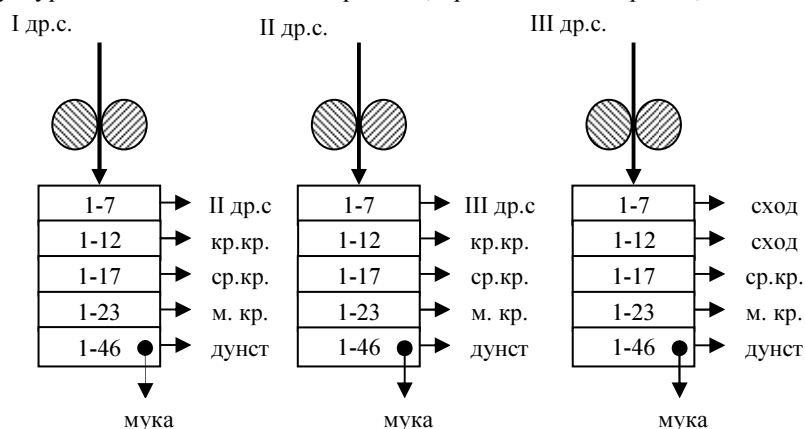 I др.с.
II др.с.
III др.с.
1-7 II др.с
1-12 кр.кр.
1-17 ср.кр.
1-23 м. кр.
1-46 дунст
мука
1-7 III др.с
1-12 кр.кр.
1-17 ср.кр.
1-23 м. кр.
1-46 дунст
мука
1-7 сход
1-12 сход
1-17 ср.кр.
1-23 м. кр.
1-46 дунст
мука